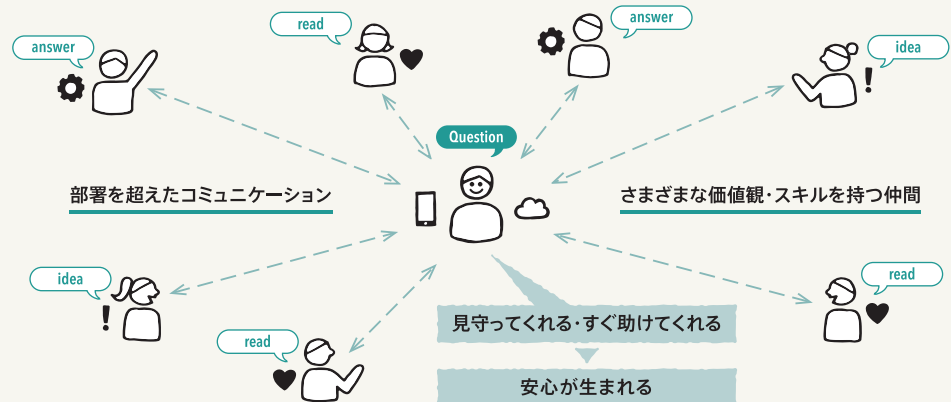 answer
read
answer
idea
Question
部署を超えたコミュニケーション
さまざまな価値観・スキルを持つ仲間
idea
read
read
見守ってくれる・すぐ助けてくれる
安心が生まれる